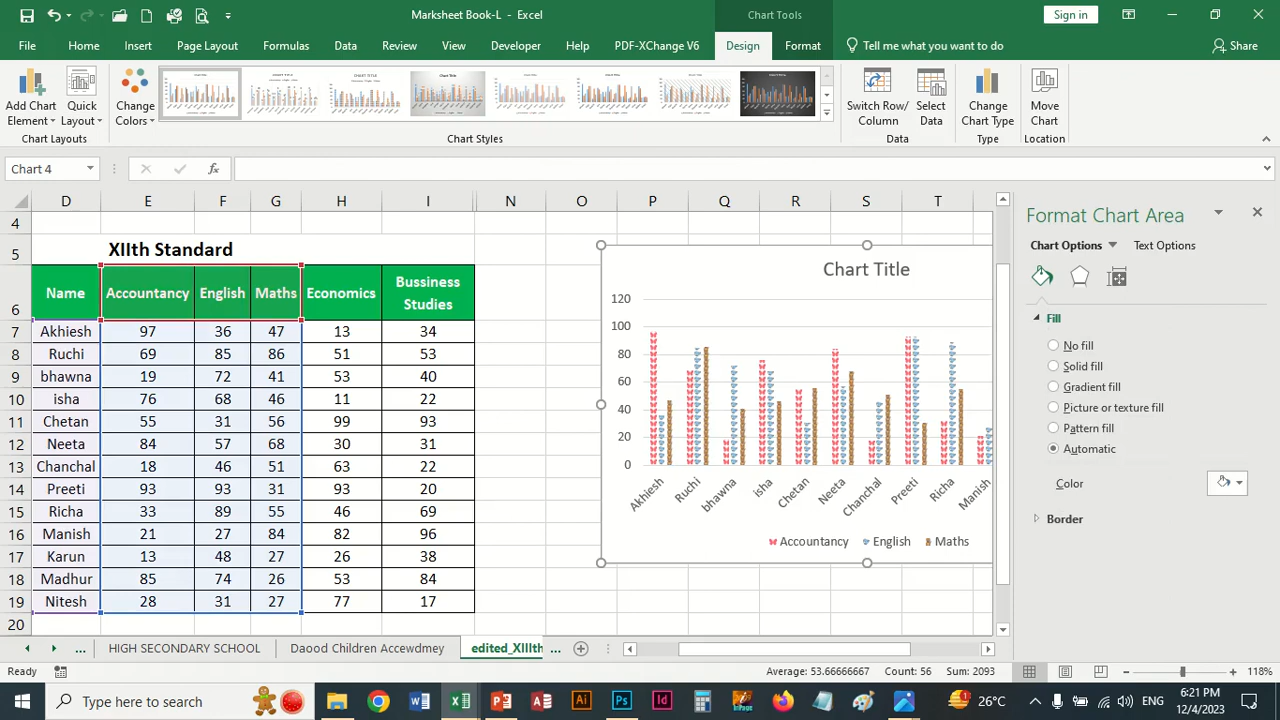 Marksheet Book-L - Excel
Chart Tools
Sign in
File
Home
Insert
Page Layout
Formulas
Data
Review
View
Developer
Help
PDF-XChange V6
Design
Format
Tell me what you want to do
Share
Add Chart Element
Quick Layout
Change Colors
Switch Row/ Column
Select Data
Change Chart Type
Move Chart
Chart Layouts
Chart Styles
Data
Type
Location
Chart 4
fx
D E F G H I N O P Q R S T
4
5 XIIth Standard
6 Name Accountancy English Maths Economics Bussiness Studies
7 Akhiesh 97 36 47 13 34
8 Ruchi 69 85 86 51 53
9 bhawna 19 72 41 53 40
10 isha 76 68 46 11 22
11 Chetan 55 31 56 99 93
12 Neeta 84 57 68 30 31
13 Chanchal 18 46 51 63 22
14 Preeti 93 93 31 93 20
15 Richa 33 89 55 46 69
16 Manish 21 27 84 82 96
17 Karun 13 48 27 26 38
18 Madhur 85 74 26 53 84
19 Nitesh 28 31 27 77 17
20
Chart Title
120
100
80
60
40
20
0
Akhiesh Ruchi bhawna isha Chetan Neeta Chanchal Preeti Richa Manish
Accountancy English Maths
Format Chart Area
Chart Options Text Options
Fill
No fill
Solid fill
Gradient fill
Picture or texture fill
Pattern fill
Automatic
Color
Border
... HIGH SECONDARY SCHOOL Daood Children Accewdmey edited_XIIIth ...
Ready Average: 53.66666667 Count: 56 Sum: 2093 118%
Type here to search
26°C
ENG
6:21 PM
12/4/2023